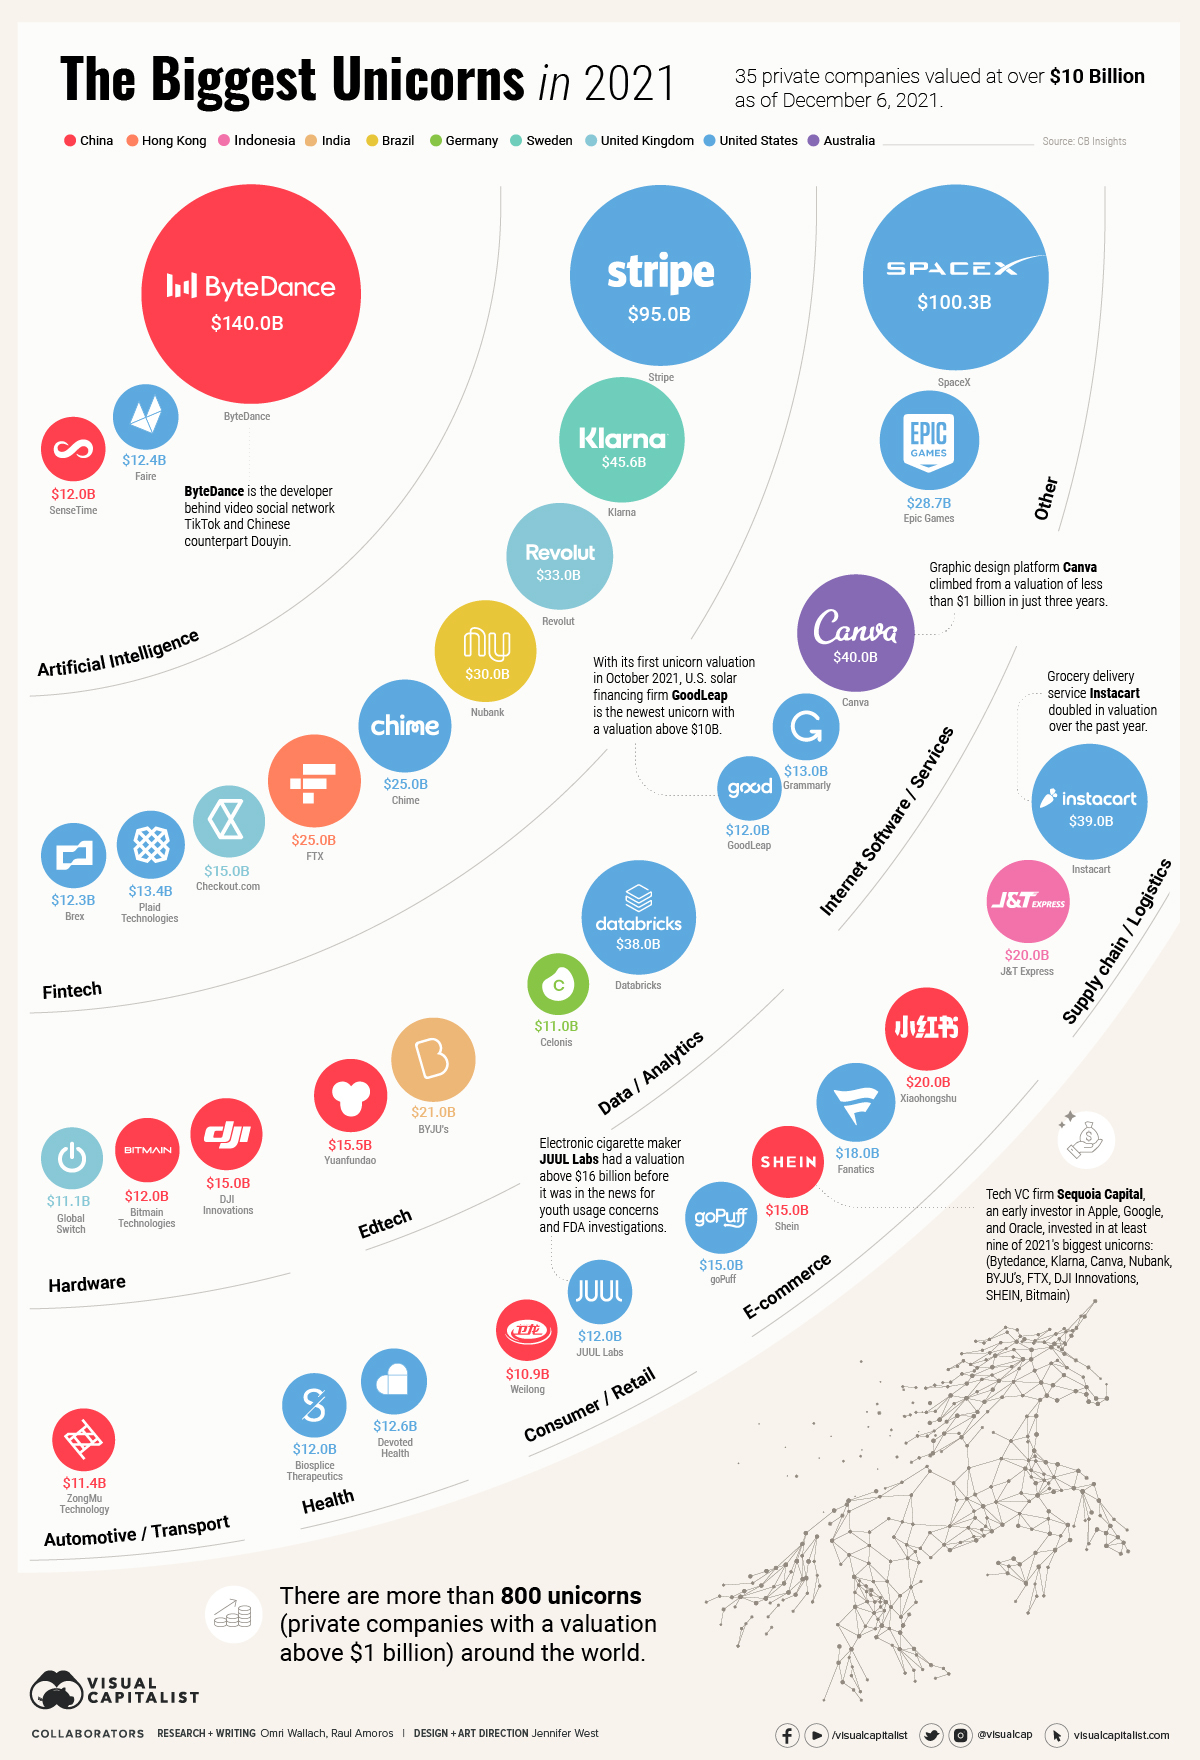 The Biggest Unicorns in 2021
35 private companies valued at over $10 Billion
as of December 6, 2021.
China
Hong Kong
Indonesia
India
Brazil
Germany
Sweden
United Kingdom
United States
Australia
Source: CB Insights
ByteDance
$140.0B
ByteDance
$12.4B
Faire
$12.0B
SenseTime
ByteDance is the developer
behind video social network
TikTok and Chinese
counterpart Douyin.
Artificial Intelligence
stripe
$95.0B
Stripe
Klarna
$45.6B
Klarna
Revolut
$33.0B
Revolut
nu
$30.0B
Nubank
chime
$25.0B
Chime
$25.0B
FTX
$15.0B
Checkout.com
$13.4B
Plaid
Technologies
$12.3B
Brex
Fintech
SPACEX
$100.3B
SpaceX
EPIC
GAMES
$28.7B
Epic Games
Other
Graphic design platform Canva
climbed from a valuation of less
than $1 billion in just three years.
Canva
$40.0B
Canva
With its first unicorn valuation
in October 2021, U.S. solar
financing firm GoodLeap
is the newest unicorn with
a valuation above $10B.
G
$13.0B
Grammarly
good
$12.0B
GoodLeap
Internet Software / Services
Grocery delivery
service Instacart
doubled in valuation
over the past year.
instacart
$39.0B
Instacart
J&T EXPRESS
$20.0B
J&T Express
Supply chain / Logistics
databricks
$38.0B
Databricks
C
$11.0B
Celonis
Data / Analytics
B
$21.0B
BYJU's
$15.5B
Yuanfundao
Edtech
dji
$15.0B
DJI
Innovations
BITMAIN
$12.0B
Bitmain
Technologies
$11.1B
Global
Switch
Hardware
小红书
$20.0B
Xiaohongshu
$18.0B
Fanatics
SHEIN
$15.0B
Shein
goPuff
$15.0B
goPuff
E-commerce
Electronic cigarette maker
JUUL Labs had a valuation
above $16 billion before
it was in the news for
youth usage concerns
and FDA investigations.
JUUL
$12.0B
JUUL Labs
$10.9B
Weilong
Consumer / Retail
$12.6B
Devoted
Health
$12.0B
Biosplice
Therapeutics
Health
$11.4B
ZongMu
Technology
Automotive / Transport
Tech VC firm Sequoia Capital,
an early investor in Apple, Google,
and Oracle, invested in at least
nine of 2021's biggest unicorns:
(Bytedance, Klarna, Canva, Nubank,
BYJU's, FTX, DJI Innovations,
SHEIN, Bitmain)
There are more than 800 unicorns
(private companies with a valuation
above $1 billion) around the world.
VISUAL
CAPITALIST
COLLABORATORS RESEARCH + WRITING Omri Wallach, Raul Amoros | DESIGN + ART DIRECTION Jennifer West
/visualcapitalist
@visualcap
visualcapitalist.com